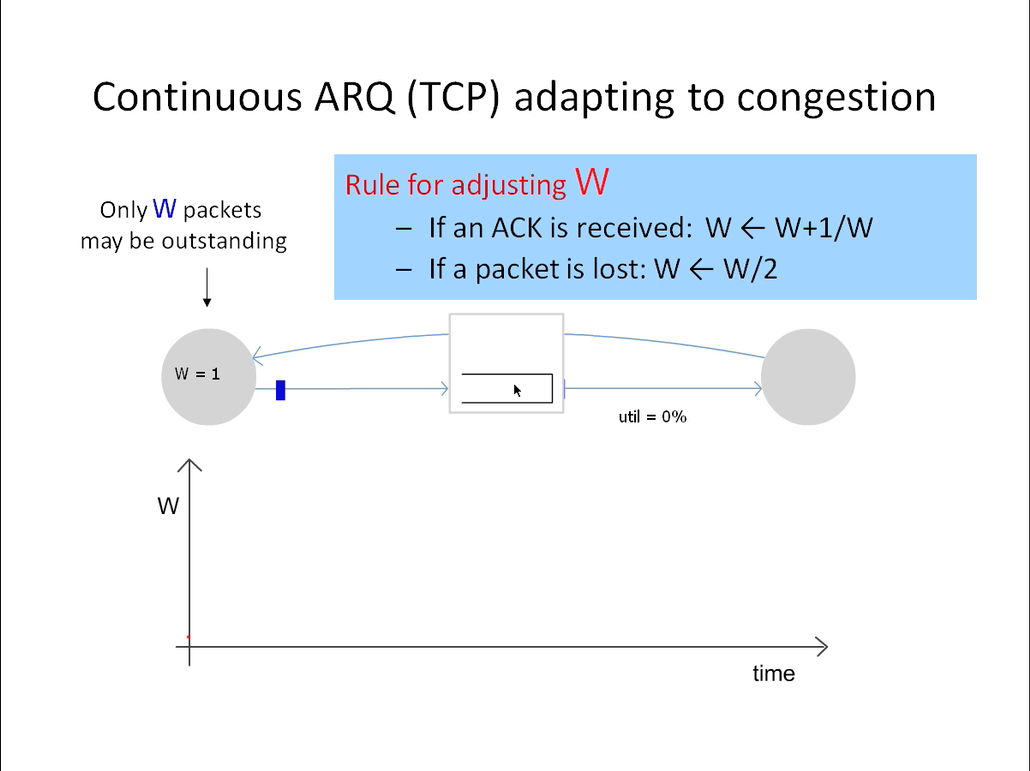 Continuous ARQ (TCP) adapting to congestion
Only W packets
may be outstanding
Rule for adjusting W
– If an ACK is received: W ← W+1/W
– If a packet is lost: W ← W/2
W = 1
util = 0%
W
time